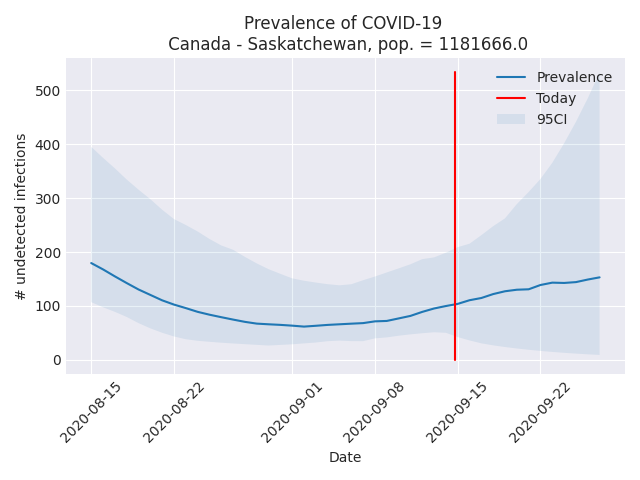 Prevalence of COVID-19
Canada - Saskatchewan, pop. = 1181666.0
Prevalence
Today
95CI
# undetected infections
500
400
300
200
100
0
2020-08-15
2020-08-22
2020-09-01
2020-09-08
2020-09-15
2020-09-22
Date